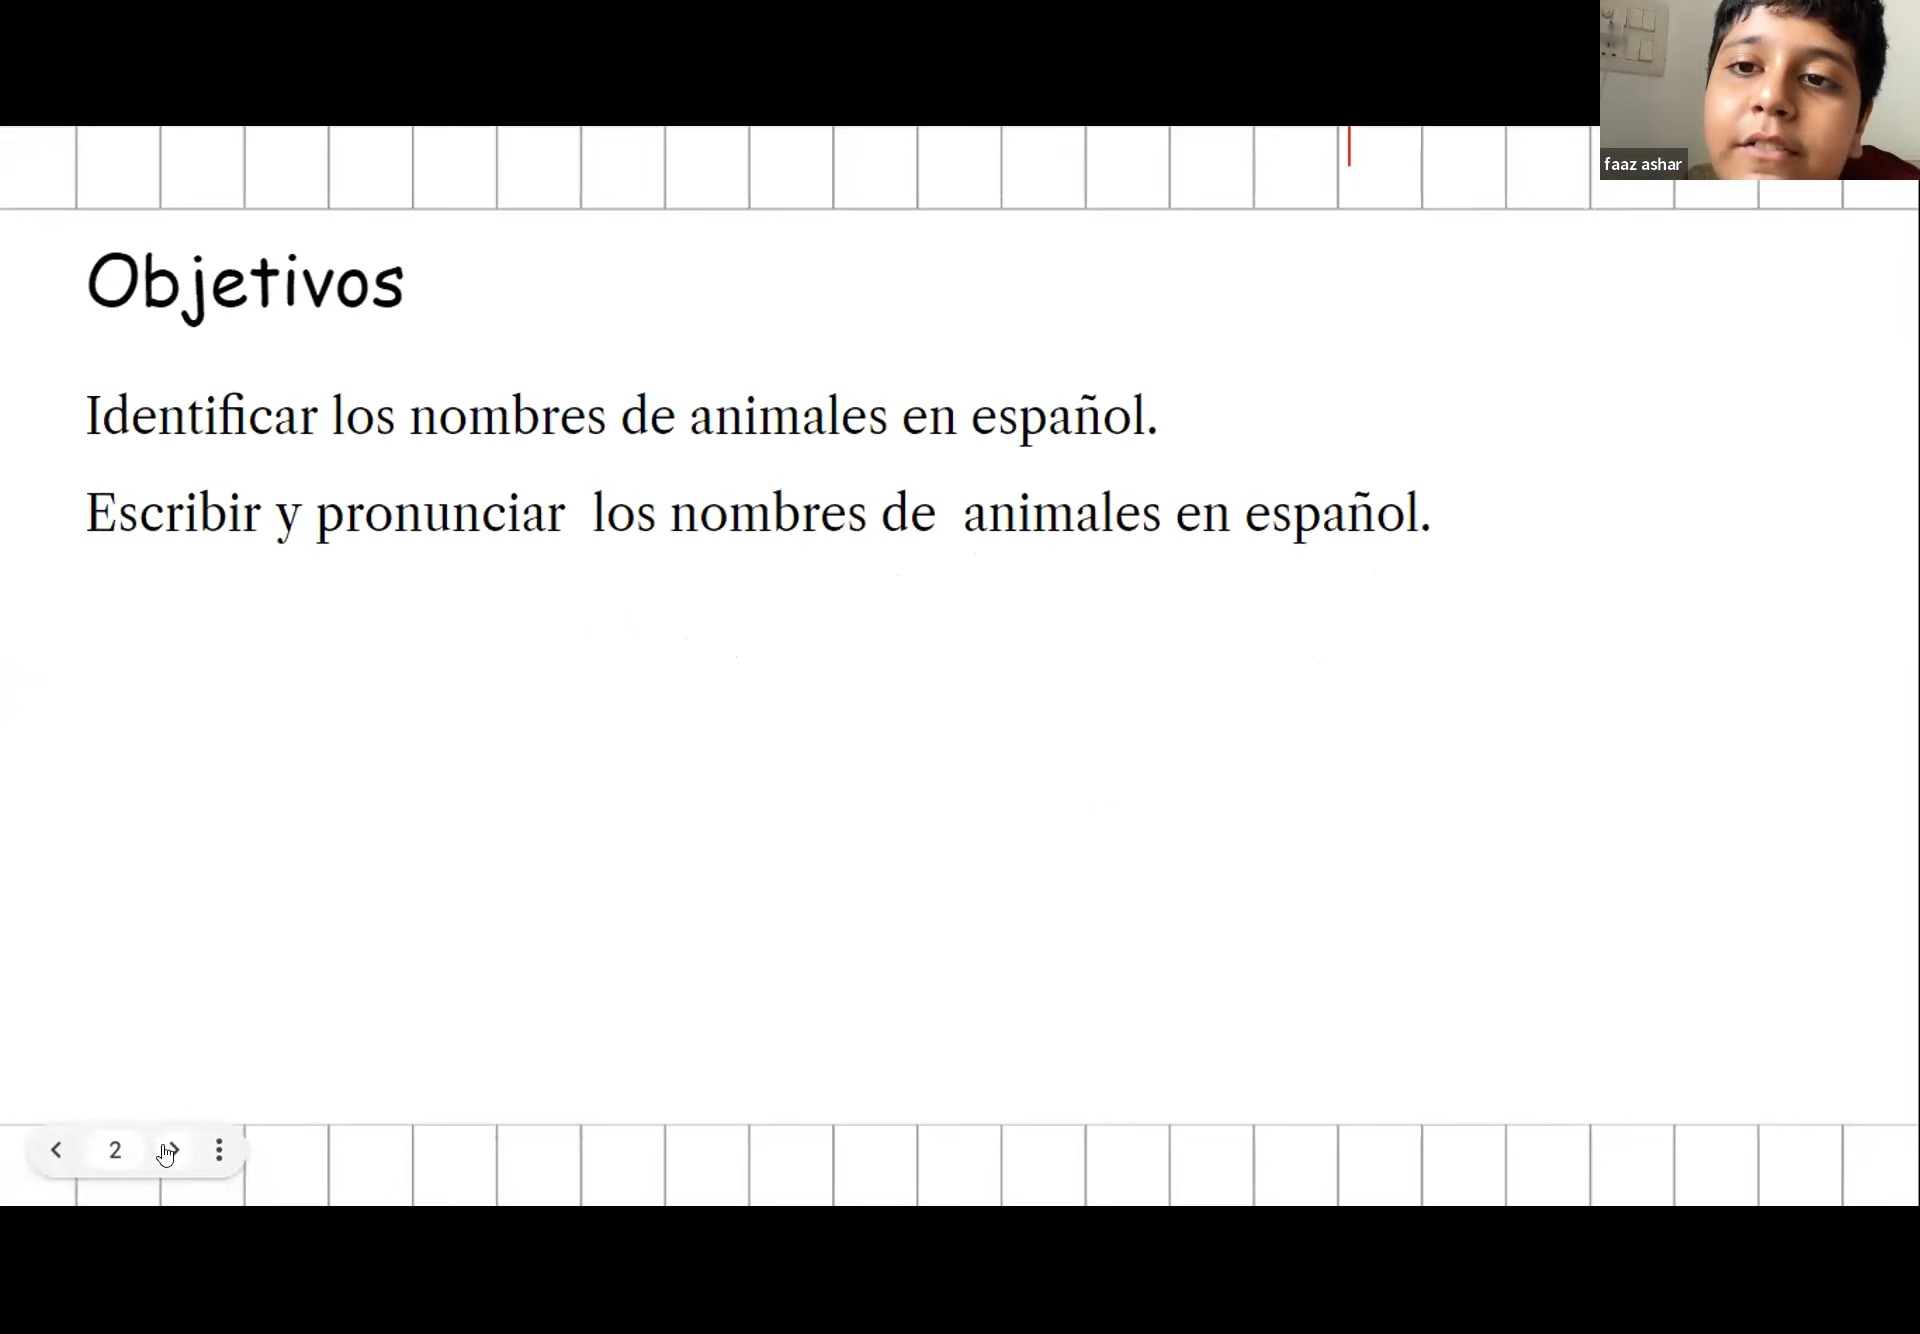 faaz ashar
Objetivos
Identificar los nombres de animales en español.
Escribir y pronunciar  los nombres de  animales en español.
2